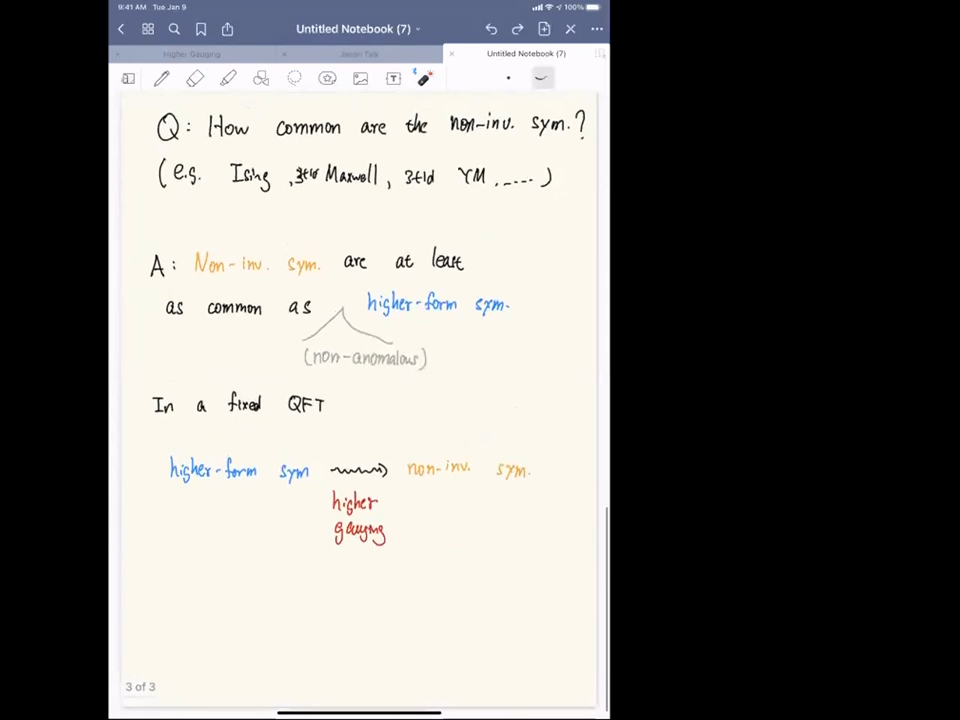 9:41 AM Tue Jan 9
100%
Untitled Notebook (7)
Higher Gauging
Untitled Notebook (7)
Q: How common are the non-inv. sym.?
(e.g. Ising, 3+1d Maxwell, 3+1d YM, .....)
A: Non-inv. sym. are at least
as common as higher-form sym.
(non-anomalous)
In a fixed QFT
higher-form sym ⟿ non-inv. sym.
higher
gauging
3 of 3